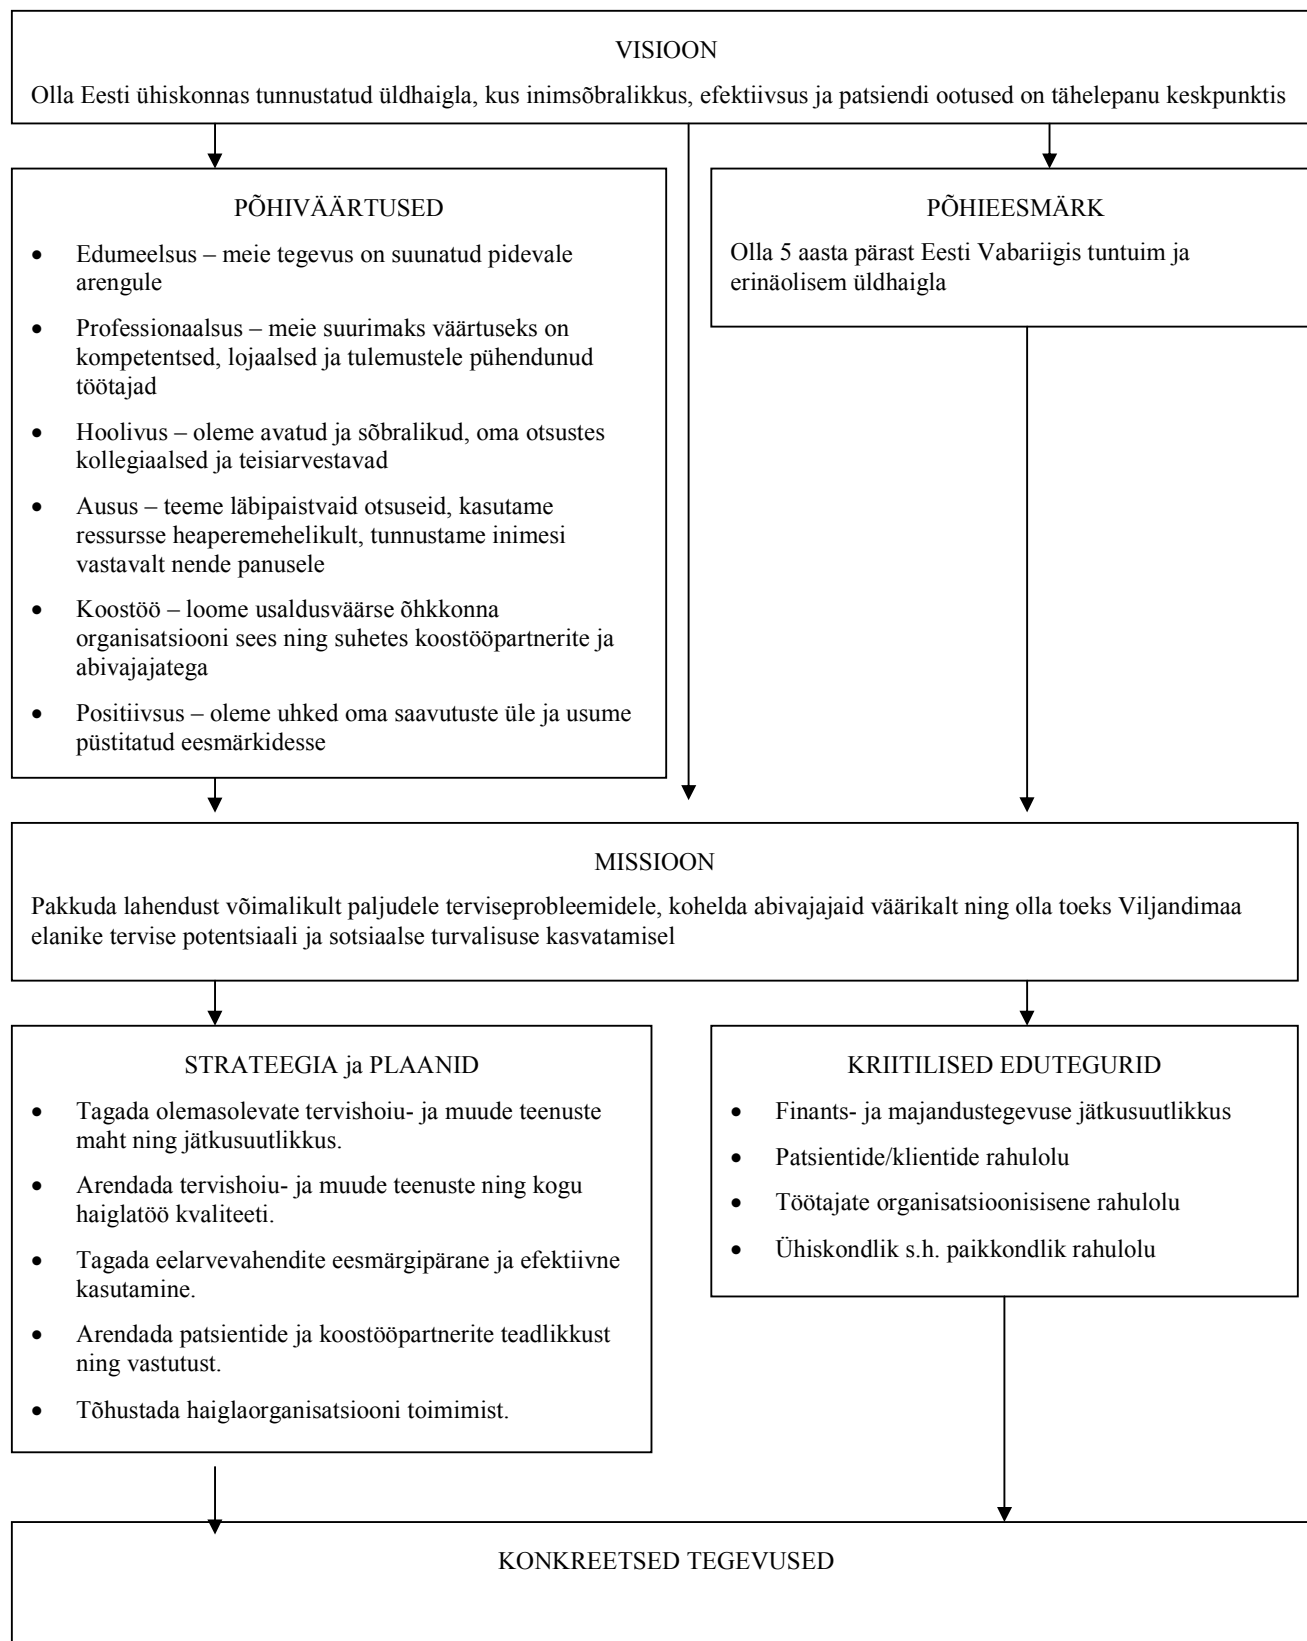 VISIOON
Olla Eesti ühiskonnas tunnustatud üldhaigla, kus inimsõbralikkus, efektiivsus ja patsiendi ootused on tähelepanu keskpunktis
PÕHIVÄÄRTUSED
• Edumeelsus – meie tegevus on suunatud pidevale
arengule
• Professionaalsus – meie suurimaks väärtuseks on
kompetentsed, lojaalsed ja tulemustele pühendunud
töötajad
• Hoolivus – oleme avatud ja sõbralikud, oma otsustes
kollegiaalsed ja teisiarvestavad
• Ausus – teeme läbipaistvaid otsuseid, kasutame
ressursse heaperemehelikult, tunnustame inimesi
vastavalt nende panusele
• Koostöö – loome usaldusväärse õhkkonna
organisatsiooni sees ning suhetes koostööpartnerite ja
abivajajatega
• Positiivsus – oleme uhked oma saavutuste üle ja usume
püstitatud eesmärkidesse
PÕHIEESMÄRK
Olla 5 aasta pärast Eesti Vabariigis tuntuim ja
erinäolisem üldhaigla
MISSIOON
Pakkuda lahendust võimalikult paljudele terviseprobleemidele, kohelda abivajajaid väärikalt ning olla toeks Viljandimaa
elanike tervise potentsiaali ja sotsiaalse turvalisuse kasvatamisel
STRATEEGIA ja PLAANID
• Tagada olemasolevate tervishoiu- ja muude teenuste
maht ning jätkusuutlikkus.
• Arendada tervishoiu- ja muude teenuste ning kogu
haiglatöö kvaliteeti.
• Tagada eelarvevahendite eesmärgipärane ja efektiivne
kasutamine.
• Arendada patsientide ja koostööpartnerite teadlikkust
ning vastutust.
• Tõhustada haiglaorganisatsiooni toimimist.
KRIITILISED EDUTEGURID
• Finants- ja majandustegevuse jätkusuutlikkus
• Patsientide/klientide rahulolu
• Töötajate organisatsioonisisene rahulolu
• Ühiskondlik s.h. paikkondlik rahulolu
KONKREETSED TEGEVUSED